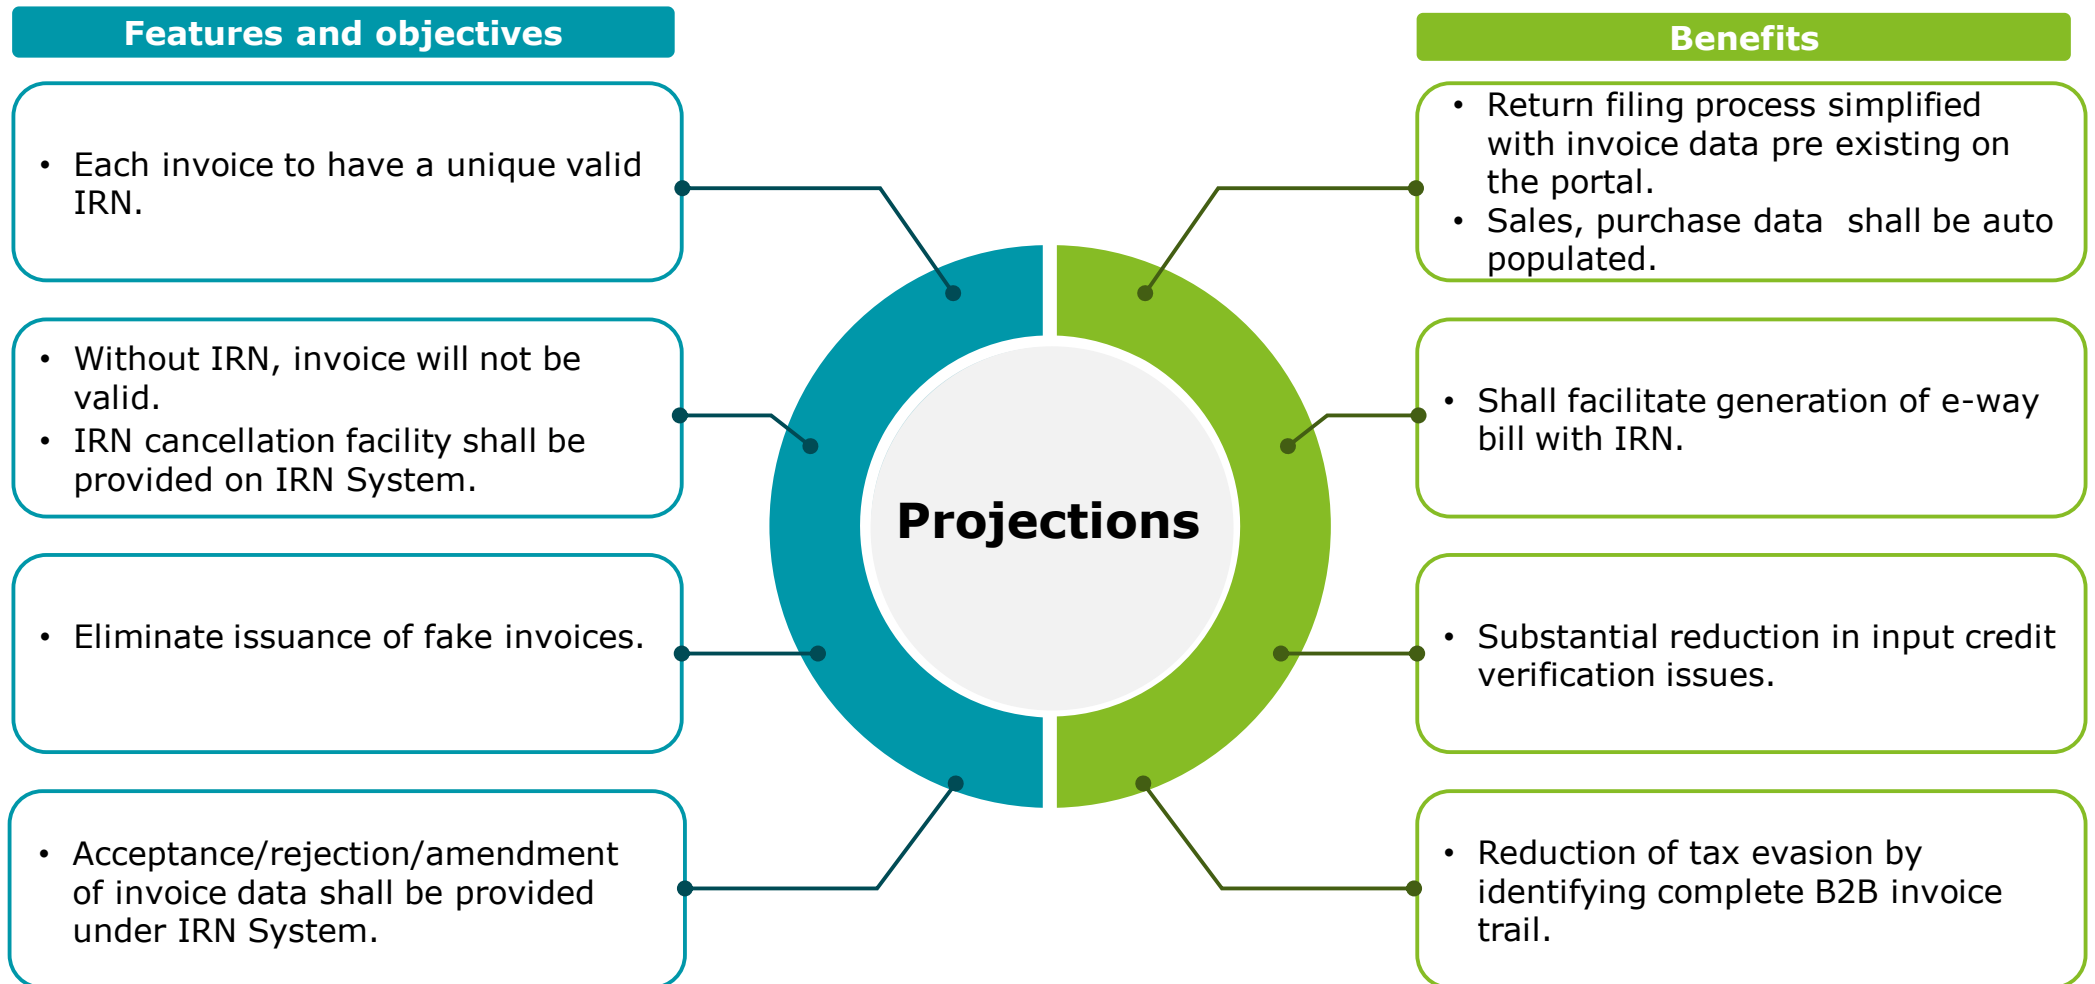 Features and objectives
• Each invoice to have a unique valid
IRN.
• Without IRN, invoice will not be
valid.
• IRN cancellation facility shall be
provided on IRN System.
• Eliminate issuance of fake invoices.
• Acceptance/rejection/amendment
of invoice data shall be provided
under IRN System.
Projections
Benefits
• Return filing process simplified
with invoice data pre existing on
the portal.
• Sales, purchase data  shall be auto
populated.
• Shall facilitate generation of e-way
bill with IRN.
• Substantial reduction in input credit
verification issues.
• Reduction of tax evasion by
identifying complete B2B invoice
trail.